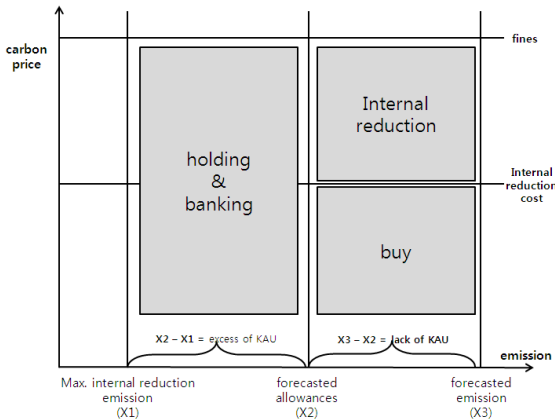 carbon
price
fines
Internal
reduction
holding
&
banking
Internal
reduction
cost
buy
X2 – X1 = excess of KAU
X3 – X2 = lack of KAU
emission
Max. internal reduction
emission
(X1)
forecasted
allowances
(X2)
forecasted
emission
(X3)